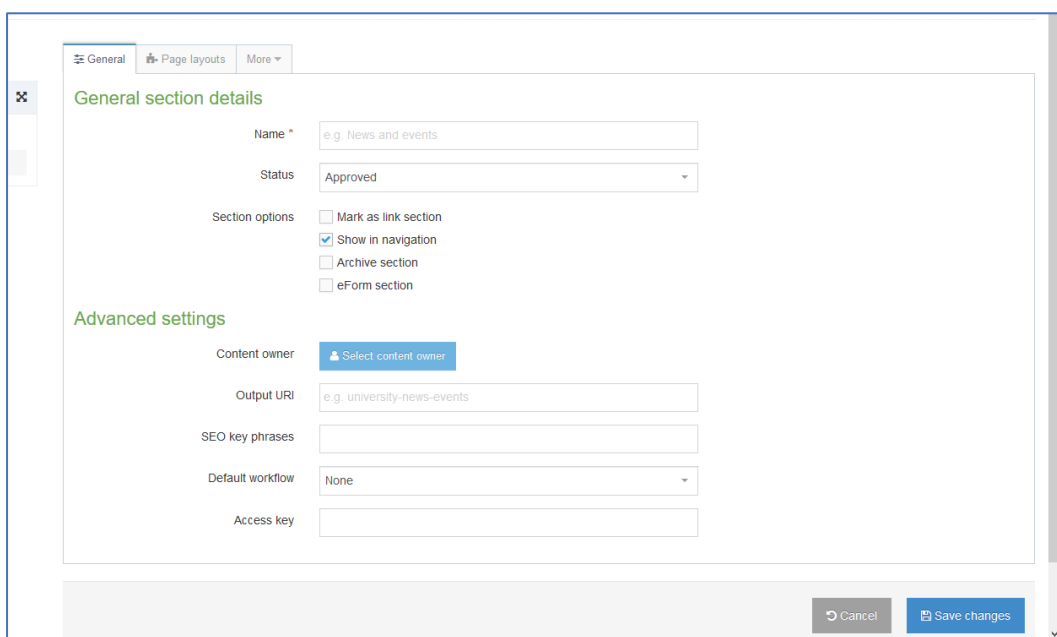 General Page layouts More
General section details
Name *
e.g. News and events
Status
Approved
Section options
Mark as link section
Show in navigation
Archive section
eForm section
Advanced settings
Content owner
Select content owner
Output URI
e.g. university-news-events
SEO key phrases
Default workflow
None
Access key
Cancel Save changes